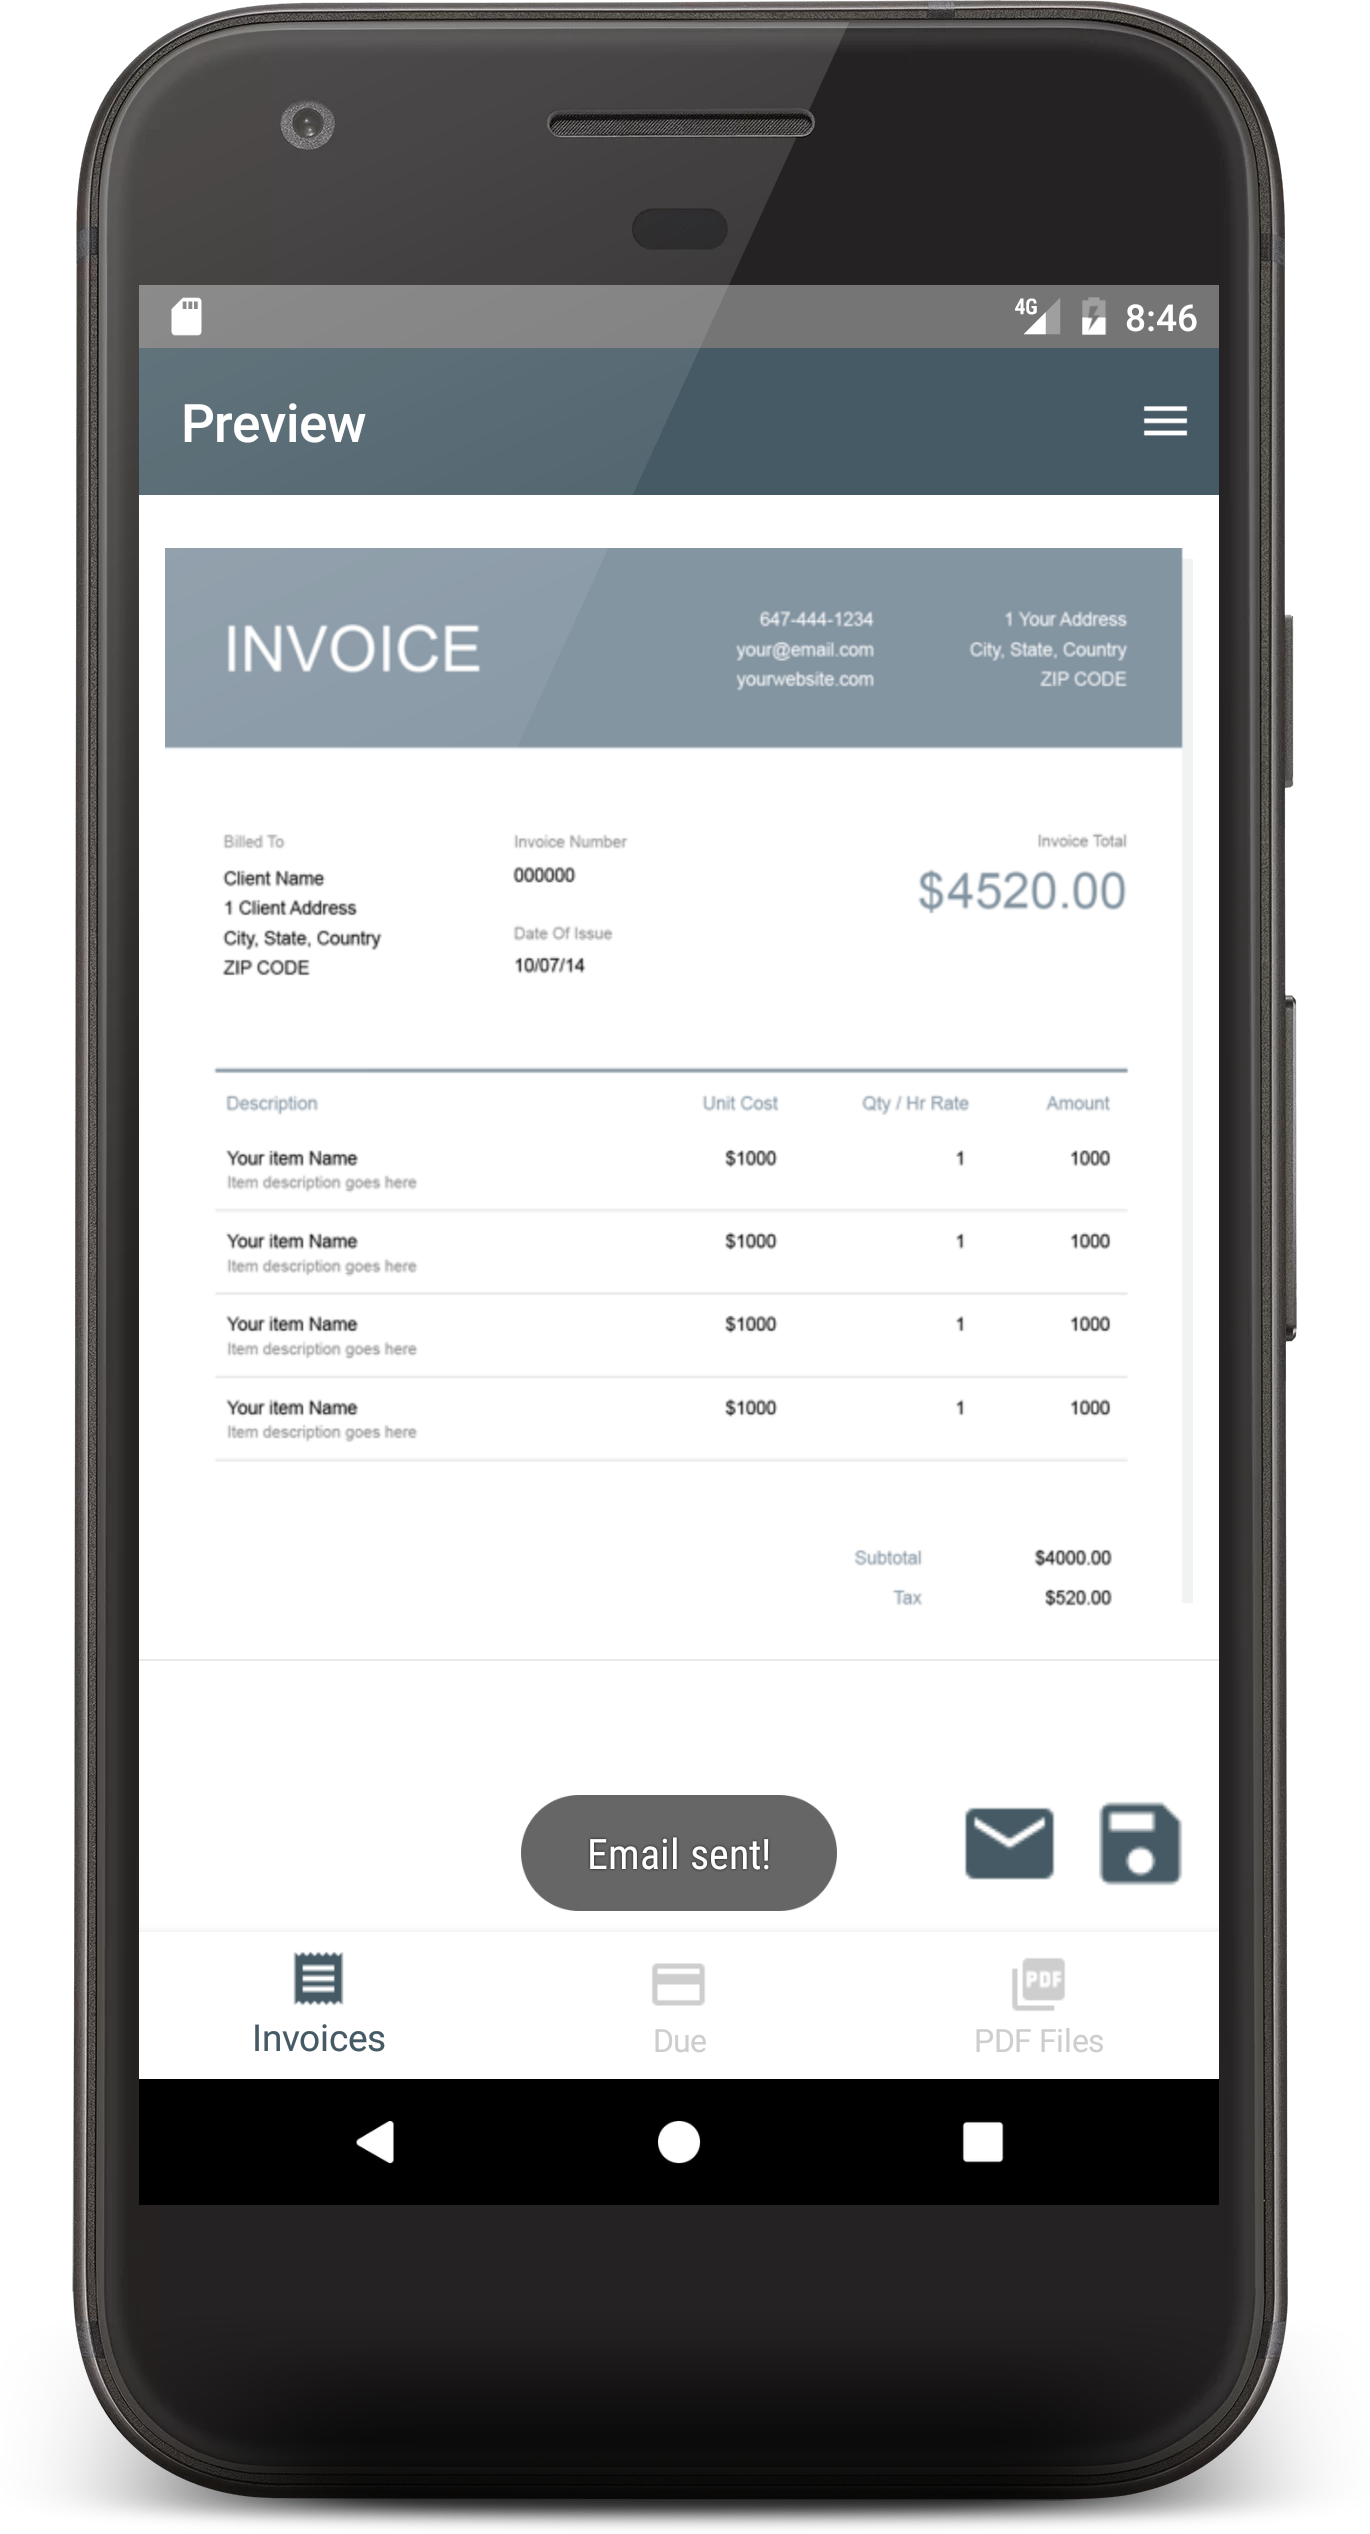 4G 8:46
Preview
INVOICE
647-444-1234
your@email.com
yourwebsite.com
1 Your Address
City, State, Country
ZIP CODE
Billed To
Client Name
1 Client Address
City, State, Country
ZIP CODE
Invoice Number
000000
Date Of Issue
10/07/14
Invoice Total
$4520.00
Description Unit Cost Qty / Hr Rate Amount
Your item Name $1000 1 1000
Item description goes here
Your item Name $1000 1 1000
Item description goes here
Your item Name $1000 1 1000
Item description goes here
Your item Name $1000 1 1000
Item description goes here
Subtotal $4000.00
Tax $520.00
Email sent!
PDF
Invoices Due PDF Files